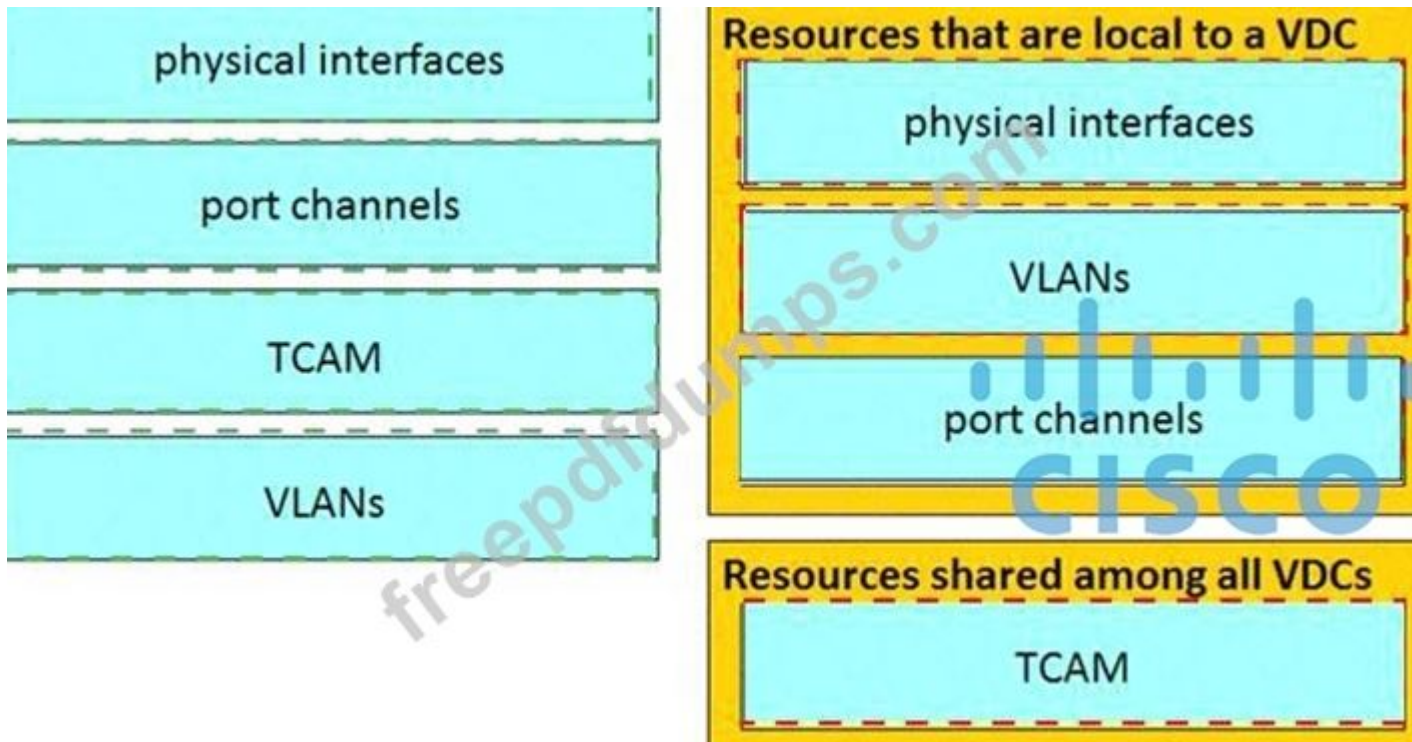 physical interfaces
port channels
TCAM
VLANs
Resources that are local to a VDC
physical interfaces
VLANs
port channels
Resources shared among all VDCs
TCAM
freepdfdumps.com
CISCO